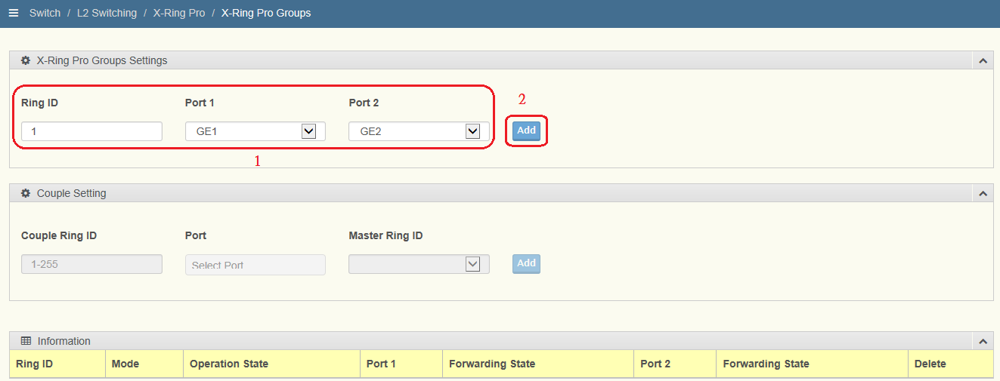 Switch / L2 Switching / X-Ring Pro / X-Ring Pro Groups
X-Ring Pro Groups Settings
Ring ID Port 1 Port 2
2
1 GE1 GE2 Add
1
Couple Setting
Couple Ring ID Port Master Ring ID
1-255 Select Port Add
Information
Ring ID Mode Operation State Port 1 Forwarding State Port 2 Forwarding State Delete